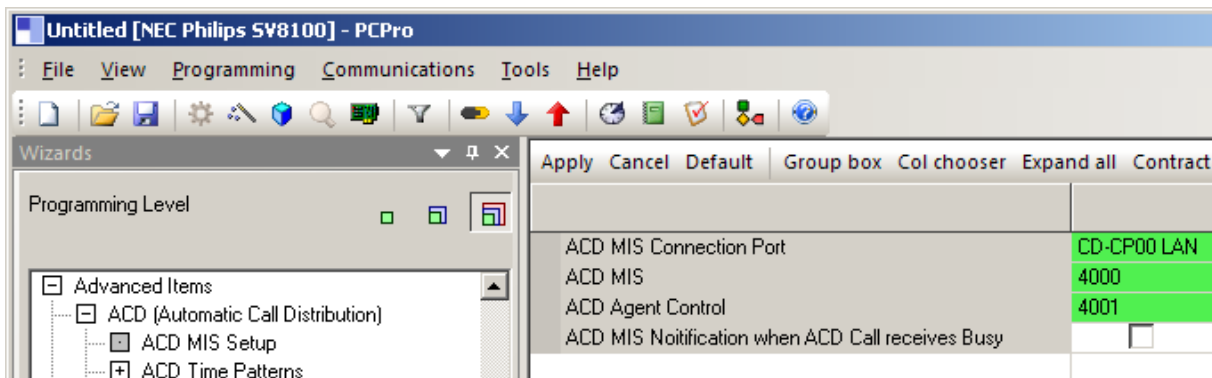 Untitled [NEC Philips SV8100] - PCPro
File View Programming Communications Tools Help
Wizards
Apply Cancel Default Group box Col chooser Expand all Contract
Programming Level
ACD MIS Connection Port CD-CP00 LAN
ACD MIS 4000
ACD Agent Control 4001
ACD MIS Noitification when ACD Call receives Busy
Advanced Items
ACD (Automatic Call Distribution)
ACD MIS Setup
ACD Time Patterns